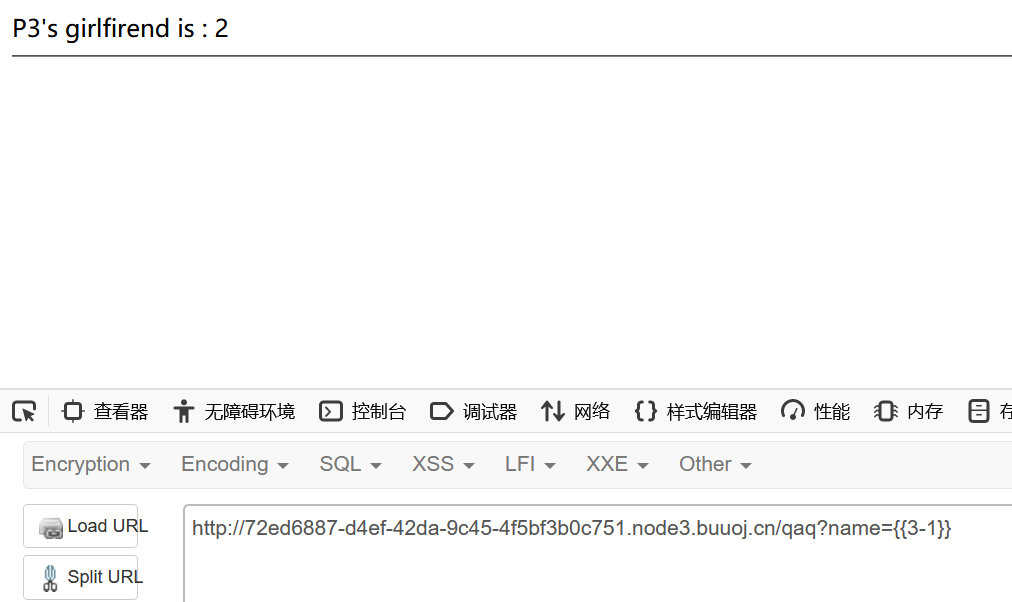 P3's girlfirend is : 2
查看器 无障碍环境 控制台 调试器 网络 样式编辑器 性能 内存 存
Encryption Encoding SQL XSS LFI XXE Other
Load URL http://72ed6887-d4ef-42da-9c45-4f5bf3b0c751.node3.buuoj.cn/qaq?name={{3-1}}
Split URL